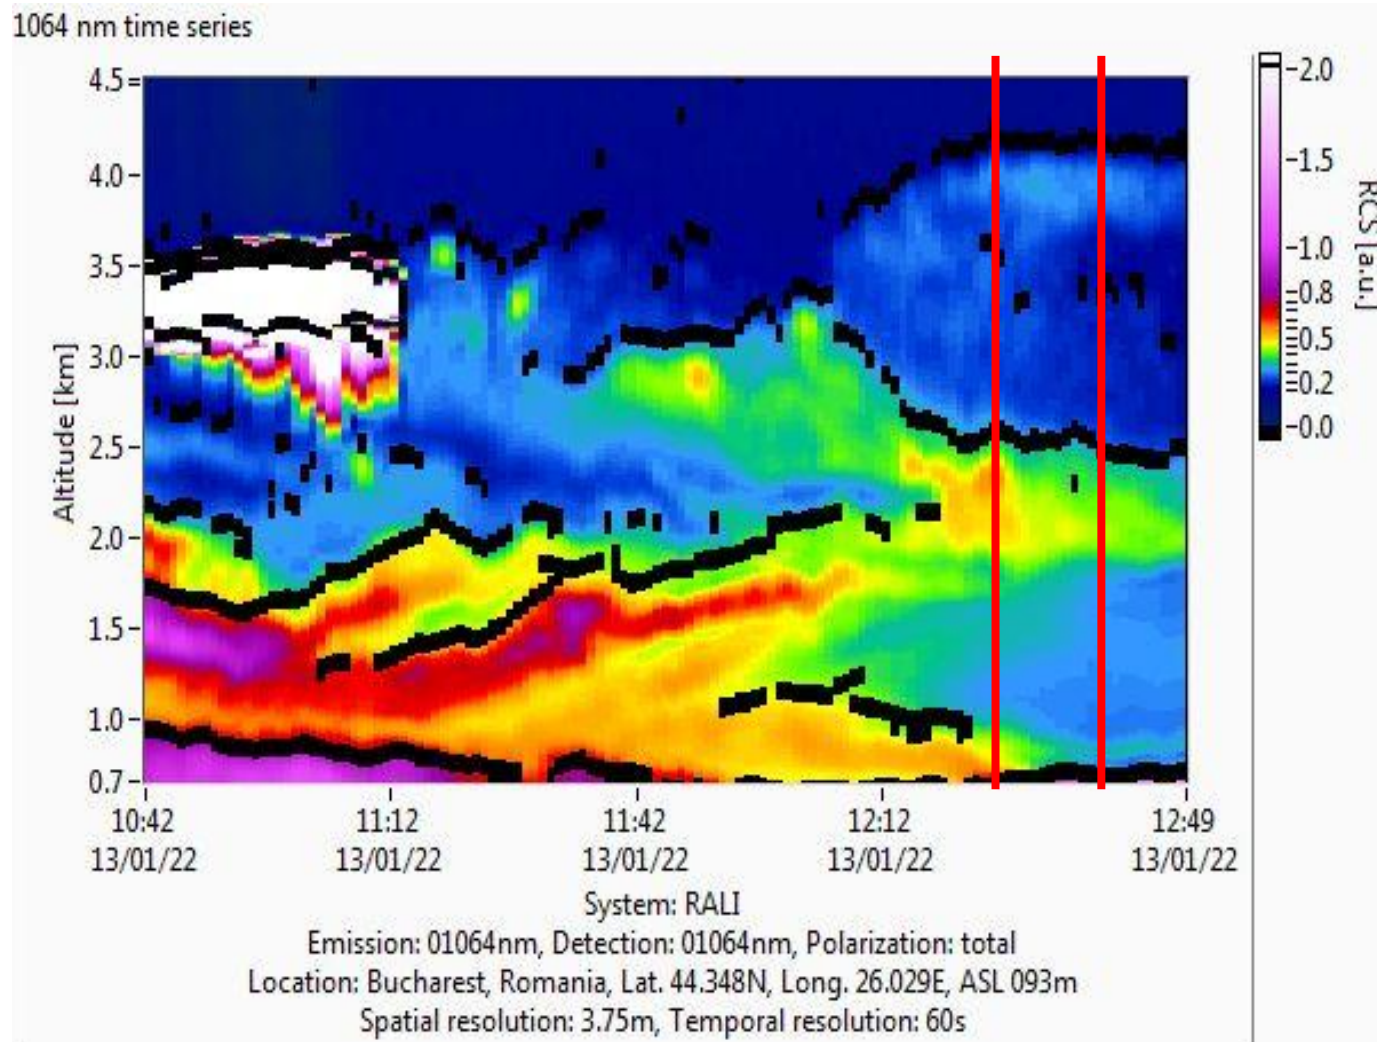 1064 nm time series
4.5
4.0
3.5
3.0
2.5
2.0
1.5
1.0
0.7
Altitude [km]
2.0
1.5
1.0
0.8
0.5
0.2
0.0
RCS [a.u.]
10:42 11:12 11:42 12:12 12:49
13/01/22 13/01/22 13/01/22 13/01/22 13/01/22
System: RALI
Emission: 01064nm, Detection: 01064nm, Polarization: total
Location: Bucharest, Romania, Lat. 44.348N, Long. 26.029E, ASL 093m
Spatial resolution: 3.75m, Temporal resolution: 60s